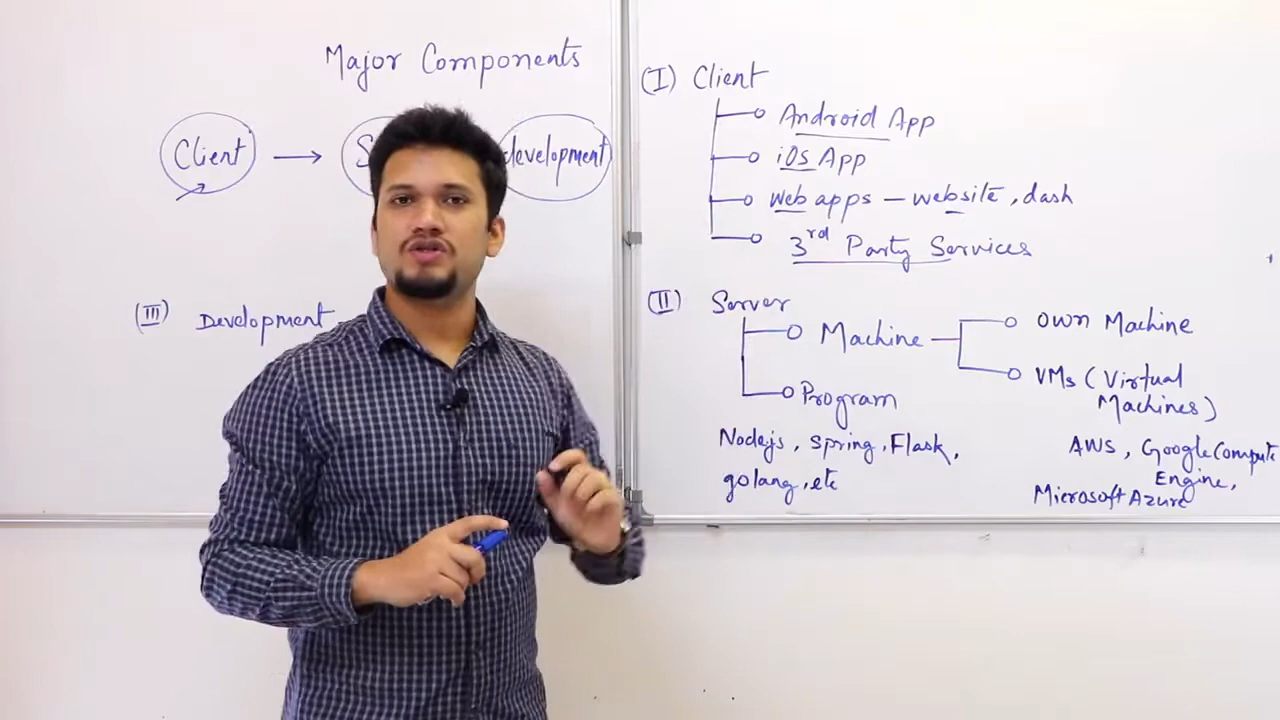 Major Components
Client → S development
(III) Development
(I) Client
Android App
iOS App
Web apps – website, dash
3rd Party Services
(II) Server
Machine
Own Machine
VMs (Virtual
Machines)
Program
Nodejs, Spring, Flask,
golang, etc
AWS, Google Compute
Engine,
Microsoft Azure